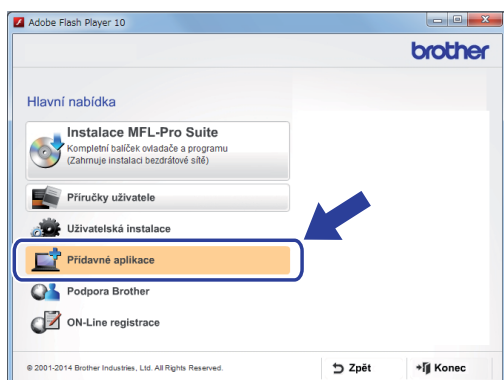 Adobe Flash Player 10
brother
Hlavní nabídka
Instalace MFL-Pro Suite
Kompletní balíček ovladače a programu
(Zahrnuje instalaci bezdrátové sítě)
Příručky uživatele
Uživatelská instalace
Přídavné aplikace
Podpora Brother
ON-Line registrace
© 2001-2014 Brother Industries, Ltd. All Rights Reserved.
Zpět
Konec